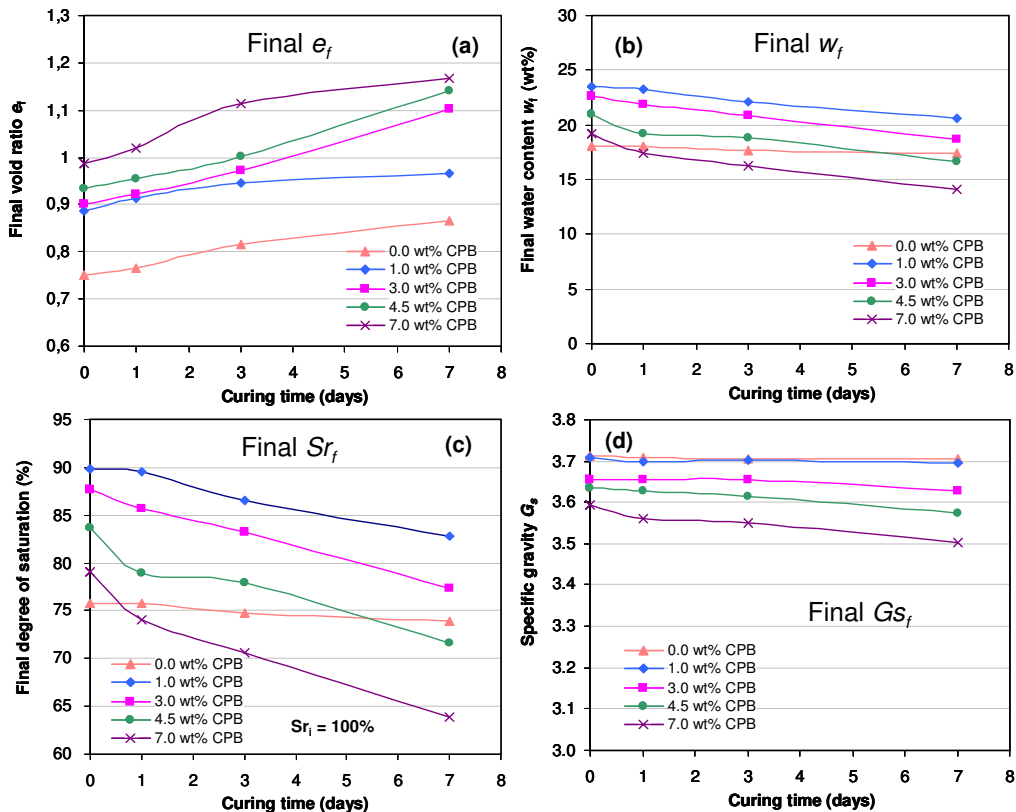 Final e_f
(a)
1,3
1,2
1,1
1
0,9
0,8
0,7
0,6
Final void ratio e_f
0 1 2 3 4 5 6 7 8
Curing time (days)
0.0 wt% CPB
1.0 wt% CPB
3.0 wt% CPB
4.5 wt% CPB
7.0 wt% CPB
(b)
Final w_f
30
25
20
15
10
5
0
Final water content w_f (wt%)
0 1 2 3 4 5 6 7 8
Curing time (days)
0.0 wt% CPB
1.0 wt% CPB
3.0 wt% CPB
4.5 wt% CPB
7.0 wt% CPB
Final Sr_f
(c)
95
90
85
80
75
70
65
60
Final degree of saturation (%)
0 1 2 3 4 5 6 7 8
Curing time (days)
0.0 wt% CPB
1.0 wt% CPB
3.0 wt% CPB
4.5 wt% CPB
7.0 wt% CPB
Sr_i = 100%
(d)
3.8
3.7
3.6
3.5
3.4
3.3
3.2
3.1
3.0
Specific gravity G_s
Final Gs_f
0 1 2 3 4 5 6 7 8
Curing time (days)
0.0 wt% CPB
1.0 wt% CPB
3.0 wt% CPB
4.5 wt% CPB
7.0 wt% CPB